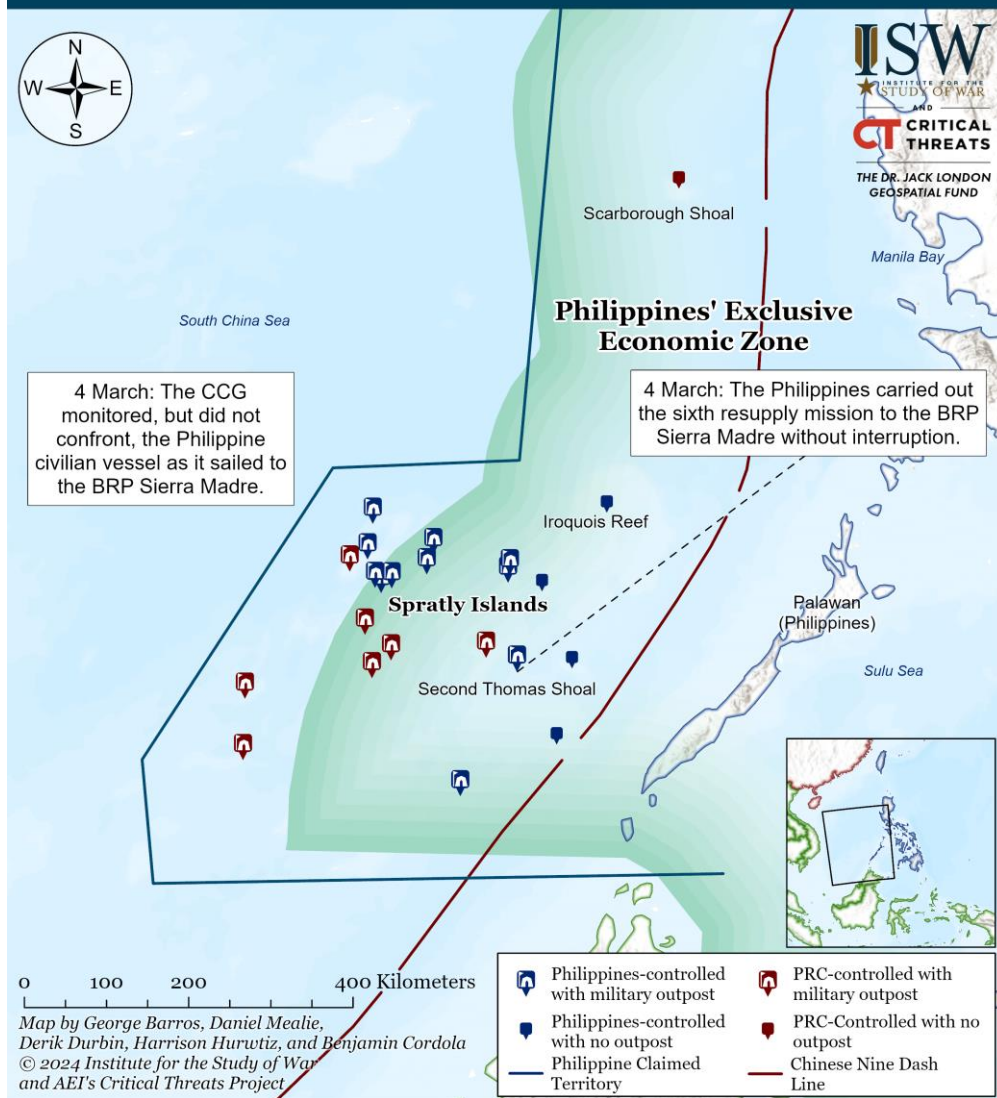 N
W
E
S
ISW
INSTITUTE FOR THE
STUDY OF WAR
AND
CT CRITICAL
THREATS
THE DR. JACK LONDON
GEOSPATIAL FUND
Scarborough Shoal
Manila Bay
South China Sea
Philippines' Exclusive
Economic Zone
4 March: The CCG
monitored, but did not
confront, the Philippine
civilian vessel as it sailed to
the BRP Sierra Madre.
4 March: The Philippines carried out
the sixth resupply mission to the BRP
Sierra Madre without interruption.
Iroquois Reef
Spratly Islands
Palawan
(Philippines)
Second Thomas Shoal
Sulu Sea
0 200 400 Kilometers
Map by George Barros, Daniel Mealie,
Derik Durbin, Harrison Hurwtiz, and Benjamin Cordola
© 2024 Institute for the Study of War
and AEI's Critical Threats Project
Philippines-controlled
with military outpost
Philippines-controlled
with no outpost
Philippine Claimed
Territory
PRC-controlled with
military outpost
PRC-Controlled with no
outpost
Chinese Nine Dash
Line